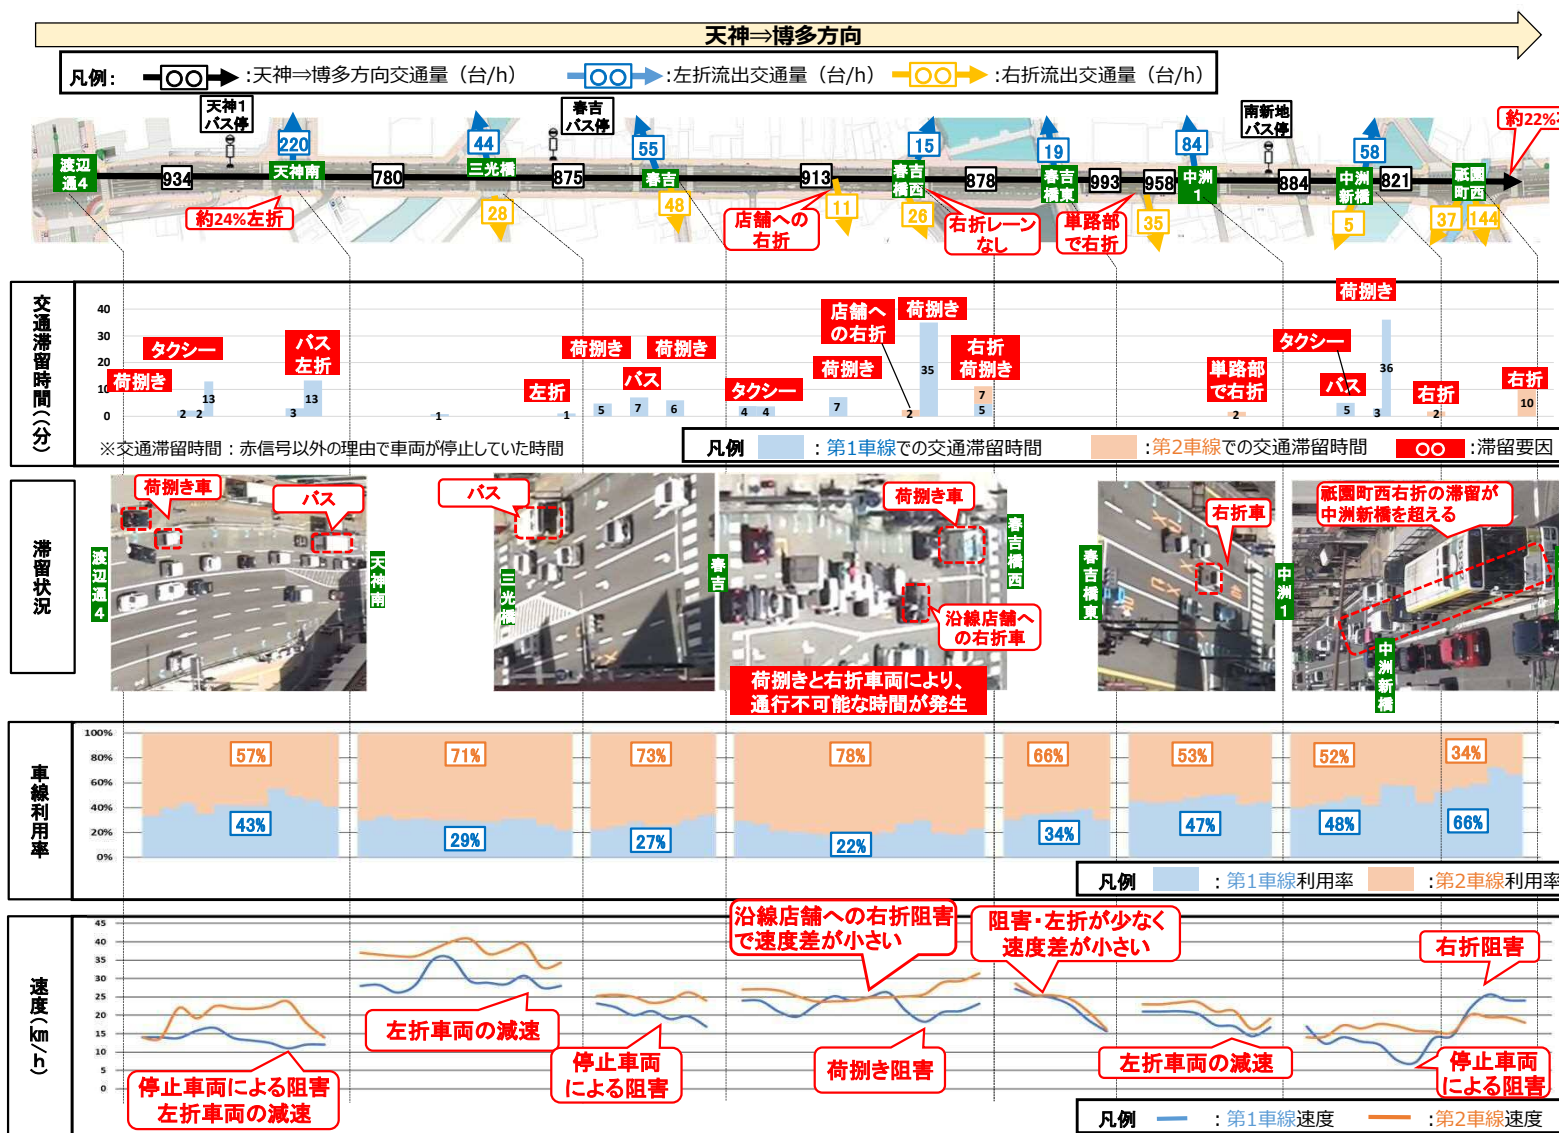 天神⇒博多方向
凡例：
○○
:天神⇒博多方向交通量（台/h）
○○
:左折流出交通量（台/h）
○○
:右折流出交通量（台/h）
天神1
バス停
春吉
バス停
南新地
バス停
約22%
220
44
55
15
19
84
58
渡辺
通4
934
天神南
780
三光橋
875
春吉
913
春吉
橋西
878
春吉
橋東
993
958
中洲
1
884
中洲
新橋
821
祇園
町西
約24%左折
28
48
店舗への
右折
11
26
右折レーン
なし
単路部
で右折
35
5
37
144
交通滞留時間(分)
40
30
20
10
0
荷捌き
タクシー
バス
左折
左折
荷捌き
バス
荷捌き
タクシー
荷捌き
店舗へ
の右折
荷捌き
右折
荷捌き
単路部
で右折
タクシー
バス
荷捌き
右折
右折
2
2
13
3
13
1
1
5
7
6
4
4
7
2
35
7
5
2
5
3
36
2
10
※交通滞留時間：赤信号以外の理由で車両が停止していた時間
凡例
：第1車線での交通滞留時間
:第2車線での交通滞留時間
○○
:滞留要因
滞留状況
渡辺通4
荷捌き車
バス
天神南
三光橋
バス
春吉
荷捌き車
沿線店舗へ
の右折車
荷捌きと右折車両により、
通行不可能な時間が発生
春吉橋西
春吉橋東
右折車
中洲1
祇園町西右折の滞留が
中洲新橋を超える
中洲新橋
車線利用率
100%
80%
60%
40%
20%
0%
57%
43%
71%
29%
73%
27%
78%
22%
66%
34%
53%
47%
52%
48%
34%
66%
凡例
：第1車線利用率
：第2車線利用率
速度(km/h)
45
40
35
30
25
20
15
10
5
0
停止車両による阻害
左折車両の減速
左折車両の減速
停止車両
による阻害
沿線店舗への右折阻害
で速度差が小さい
荷捌き阻害
阻害・左折が少なく
速度差が小さい
左折車両の減速
右折阻害
停止車両
による阻害
凡例
：第1車線速度
：第2車線速度